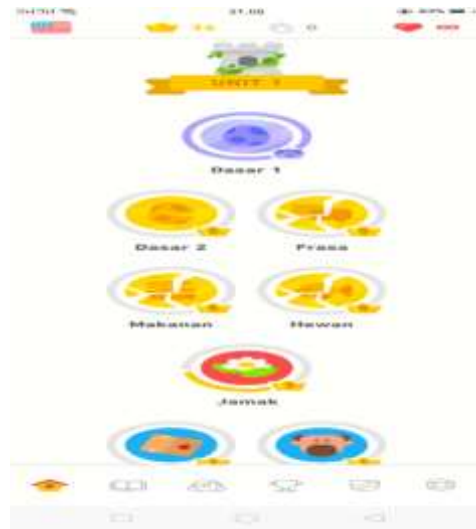 UNIT 1
Dasar 1
Dasar 2 Frasa
Makanan Hewan
Jamak